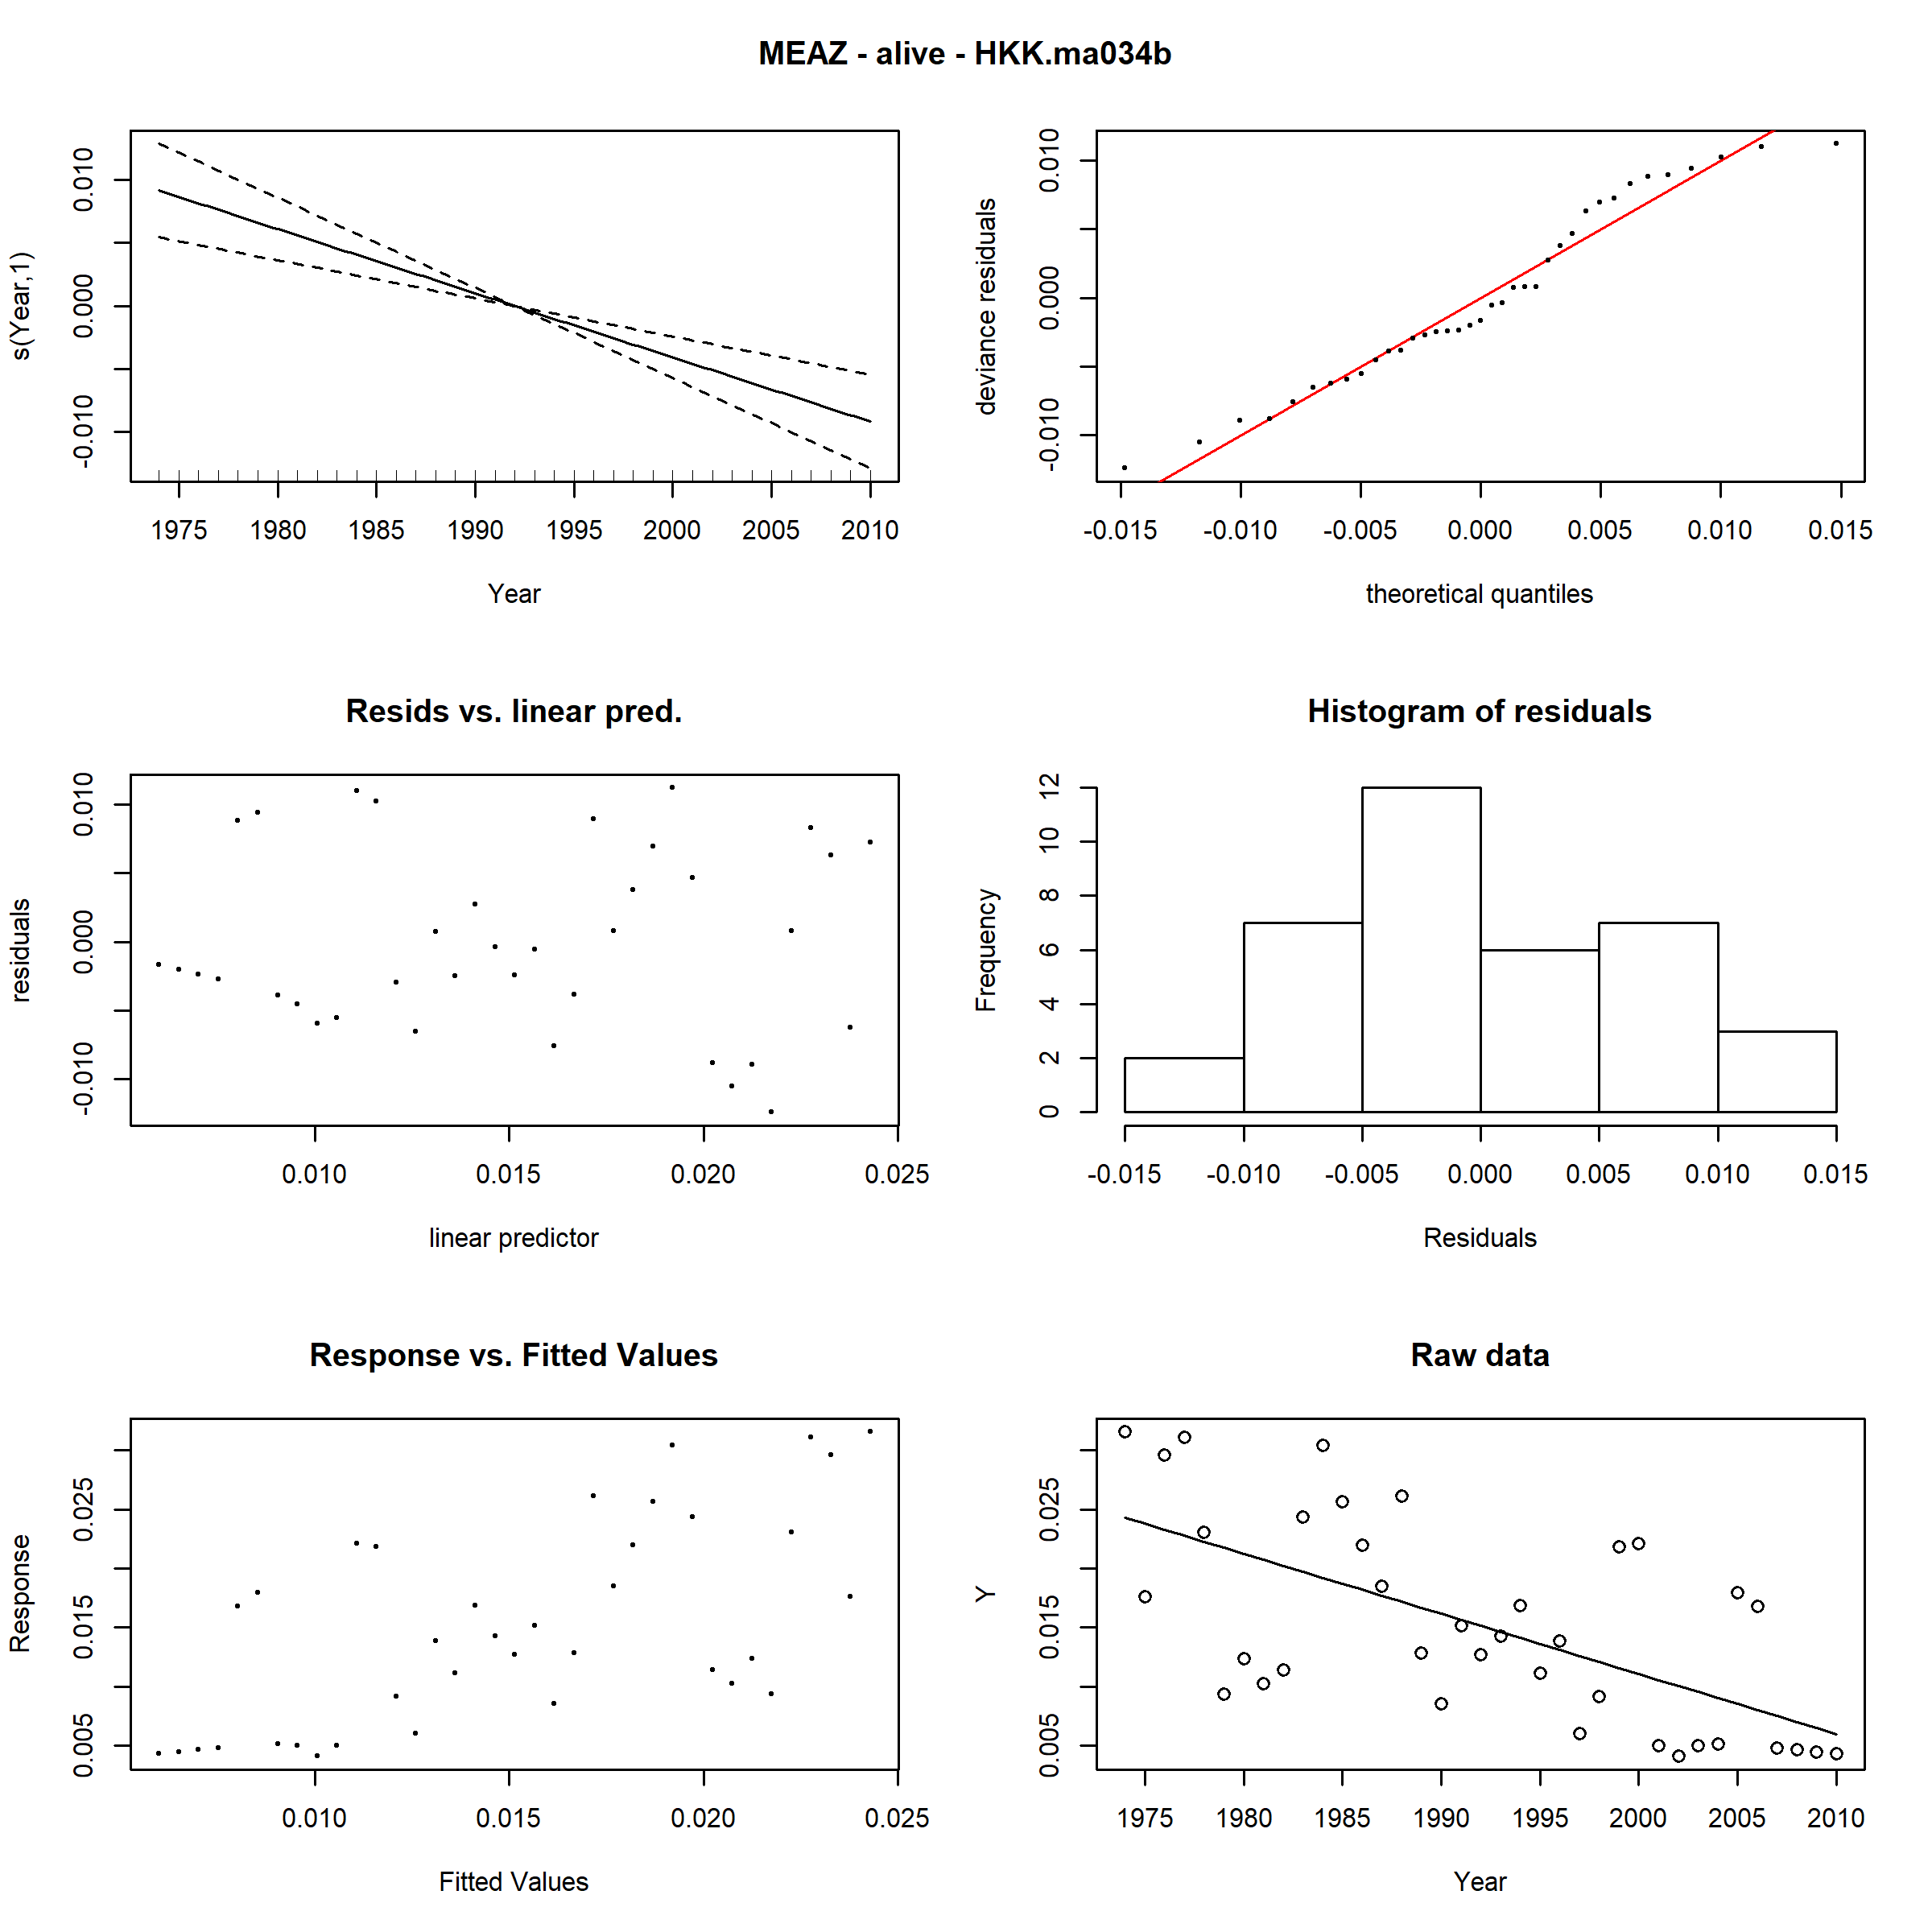 MEAZ - alive - HKK.ma034b
s(Year,1)
-0.010 0.000 0.010
1975 1980 1985 1990 1995 2000 2005 2010
Year
deviance residuals
-0.010 0.000 0.010
-0.015 -0.010 -0.005 0.000 0.005 0.010 0.015
theoretical quantiles
Resids vs. linear pred.
residuals
-0.010 0.000 0.010
0.010 0.015 0.020 0.025
linear predictor
Histogram of residuals
Frequency
0 2 4 6 8 10 12
-0.015 -0.010 -0.005 0.000 0.005 0.010 0.015
Residuals
Response vs. Fitted Values
Response
0.005 0.015 0.025
0.010 0.015 0.020 0.025
Fitted Values
Raw data
Y
0.005 0.015 0.025
1975 1980 1985 1990 1995 2000 2005 2010
Year